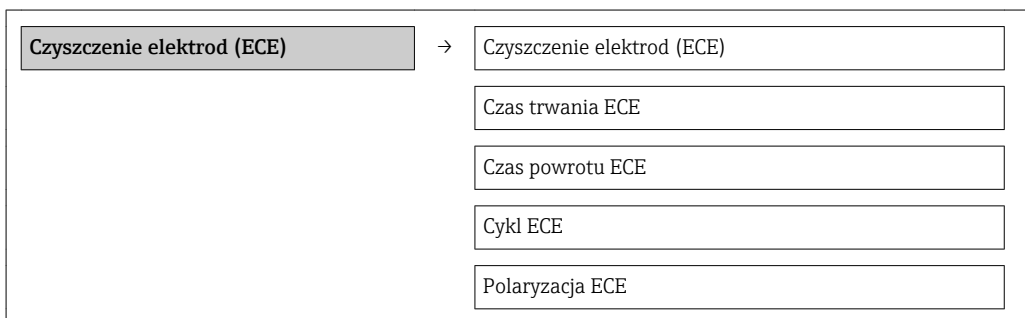 Czyszczenie elektrod (ECE) → Czyszczenie elektrod (ECE)
Czas trwania ECE
Czas powrotu ECE
Cykl ECE
Polaryzacja ECE